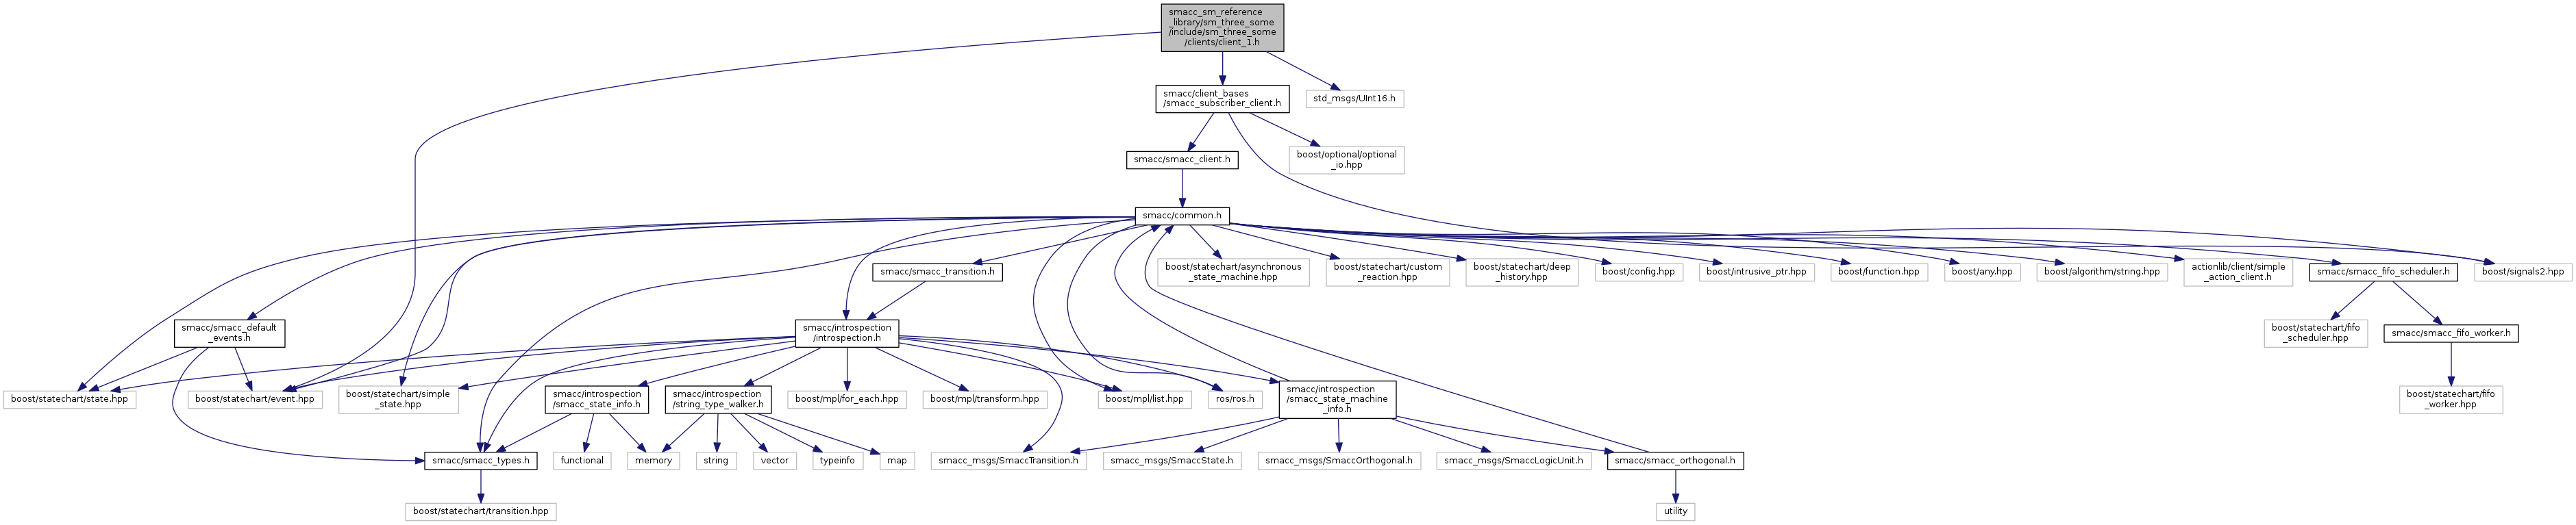 smacc_sm_reference
_library/sm_three_some
/include/sm_three_some
/clients/client_1.h
smacc/client_bases
/smacc_subscriber_client.h
std_msgs/UInt16.h
smacc/smacc_client.h
boost/optional/optional
_io.hpp
smacc/common.h
smacc/smacc_transition.h
boost/statechart/asynchronous
_state_machine.hpp
boost/statechart/custom
_reaction.hpp
boost/statechart/deep
_history.hpp
boost/config.hpp
boost/intrusive_ptr.hpp
boost/function.hpp
boost/any.hpp
boost/algorithm/string.hpp
actionlib/client/simple
_action_client.h
smacc/smacc_fifo_scheduler.h
boost/signals2.hpp
smacc/smacc_default
_events.h
smacc/introspection
/introspection.h
boost/statechart/fifo
_scheduler.hpp
smacc/smacc_fifo_worker.h
boost/statechart/state.hpp
boost/statechart/event.hpp
boost/statechart/simple
_state.hpp
smacc/introspection
/smacc_state_info.h
smacc/introspection
/string_type_walker.h
boost/mpl/for_each.hpp
boost/mpl/transform.hpp
boost/mpl/list.hpp
ros/ros.h
smacc/introspection
/smacc_state_machine
_info.h
boost/statechart/fifo
_worker.hpp
smacc/smacc_types.h
functional
memory
string
vector
typeinfo
map
smacc_msgs/SmaccTransition.h
smacc_msgs/SmaccState.h
smacc_msgs/SmaccOrthogonal.h
smacc_msgs/SmaccLogicUnit.h
smacc/smacc_orthogonal.h
boost/statechart/transition.hpp
utility